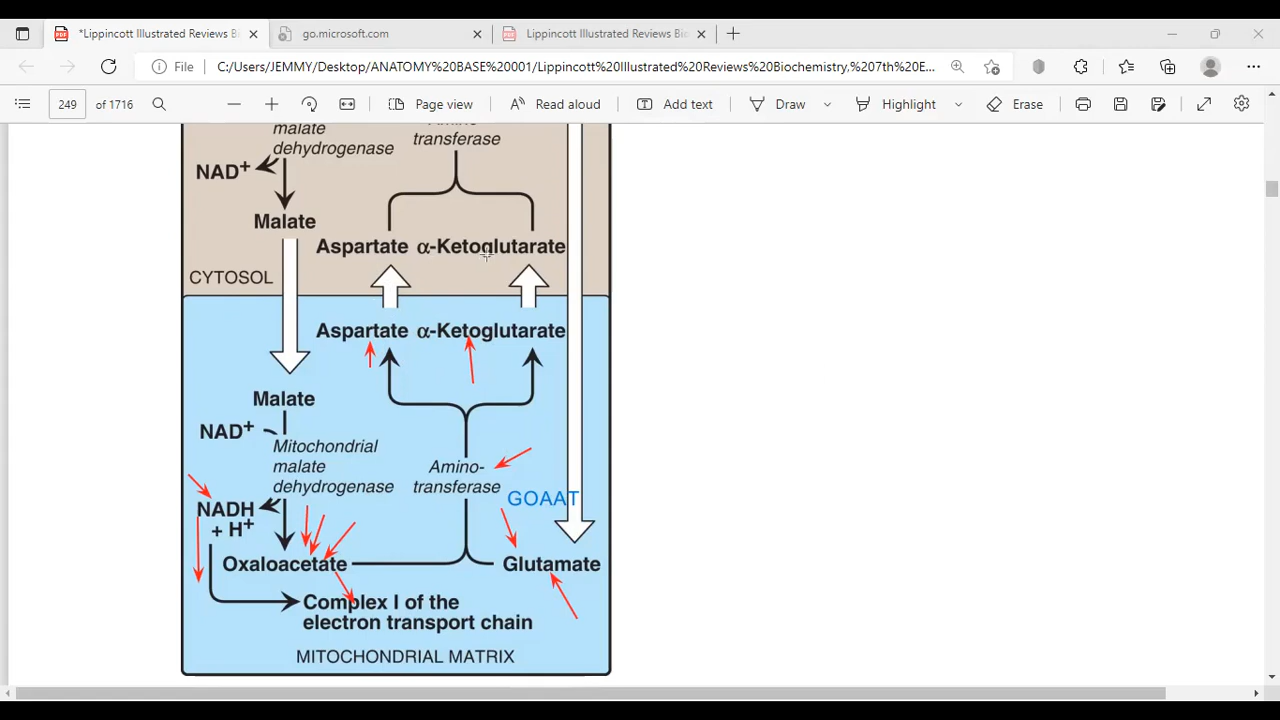 *Lippincott Illustrated Reviews Bi
go.microsoft.com
Lippincott Illustrated Reviews Bio
File
C:/Users/JEMMY/Desktop/ANATOMY%20BASE%2/001/Lippincott%20Illustrated%20Reviews%20Biochemistry,%207th%20E...
249 of 1716
Page view
Read aloud
Add text
Draw
Highlight
Erase
malate
dehydrogenase
transferase
NAD+
Malate
Aspartate α-Ketoglutarate
CYTOSOL
Aspartate α-Ketoglutarate
Malate
NAD+
Mitochondrial
malate
dehydrogenase
Amino-
transferase
GOAAT
NADH
+ H+
Oxaloacetate
Glutamate
Complex I of the
electron transport chain
MITOCHONDRIAL MATRIX